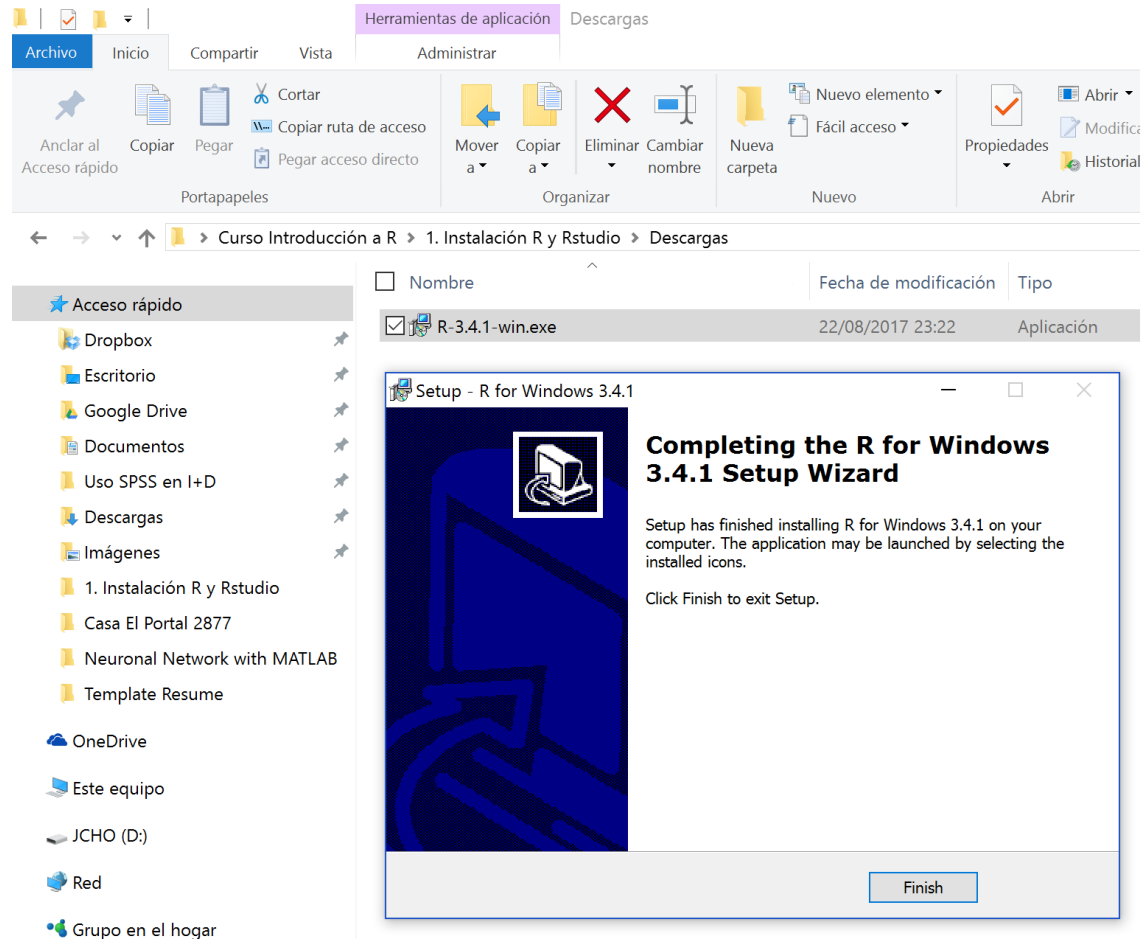 Herramientas de aplicación
Descargas
Archivo
Inicio
Compartir
Vista
Administrar
Anclar al
Acceso rápido
Copiar
Pegar
Cortar
Copiar ruta de acceso
Pegar acceso directo
Portapapeles
Mover
a
Copiar
a
Eliminar
Cambiar
nombre
Organizar
Nueva
carpeta
Nuevo elemento
Fácil acceso
Nuevo
Propiedades
Abrir
Modifica
Historial
Abrir
Curso Introducción a R > 1. Instalación R y Rstudio > Descargas
Nombre
Fecha de modificación
Tipo
R-3.4.1-win.exe
22/08/2017 23:22
Aplicación
Acceso rápido
Dropbox
Escritorio
Google Drive
Documentos
Uso SPSS en I+D
Descargas
Imágenes
1. Instalación R y Rstudio
Casa El Portal 2877
Neuronal Network with MATLAB
Template Resume
OneDrive
Este equipo
JCHO (D:)
Red
Grupo en el hogar
Setup - R for Windows 3.4.1
Completing the R for Windows
3.4.1 Setup Wizard
Setup has finished installing R for Windows 3.4.1 on your
computer. The application may be launched by selecting the
installed icons.
Click Finish to exit Setup.
Finish